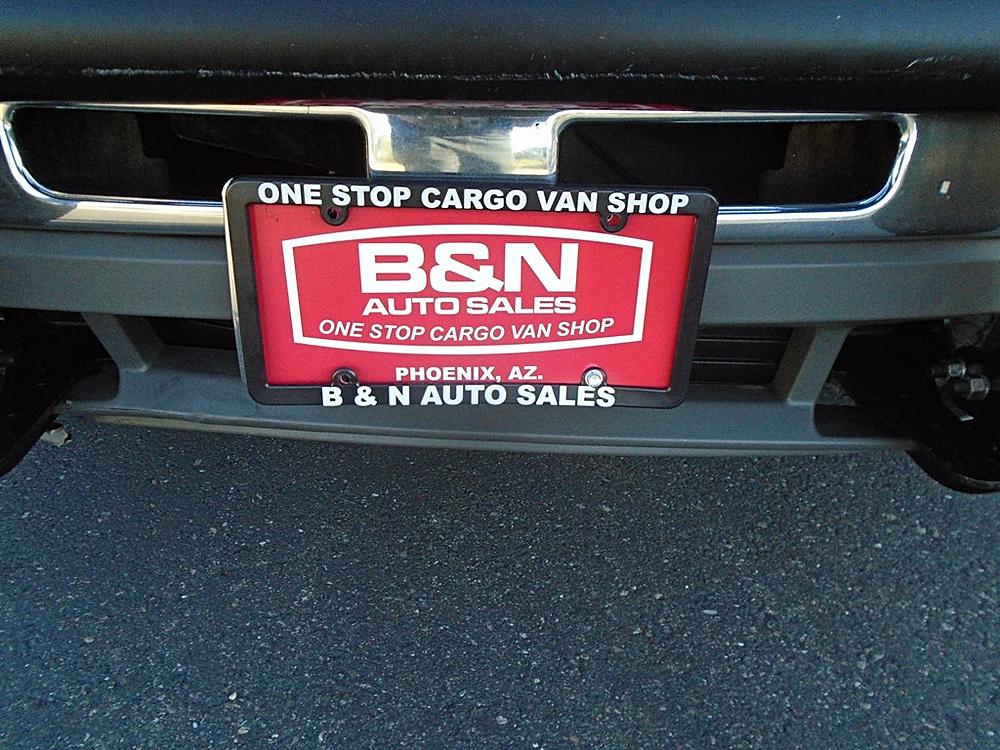 ONE STOP CARGO VAN SHOP
B&N
AUTO SALES
ONE STOP CARGO VAN SHOP
PHOENIX, AZ.
B & N AUTO SALES